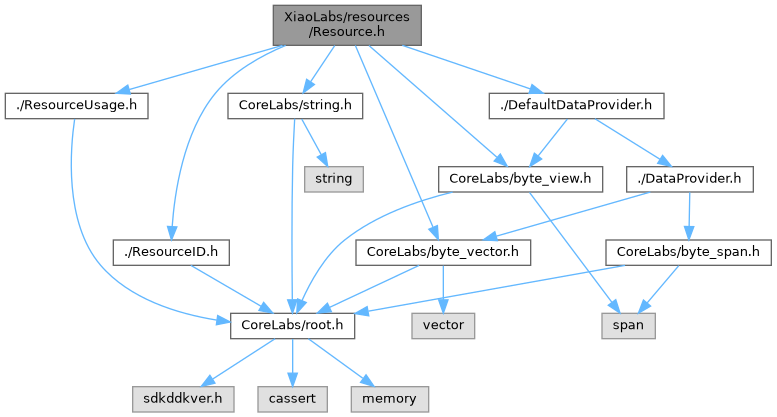 XiaoLabs/resources
/Resource.h
./ResourceUsage.h
CoreLabs/string.h
./DefaultDataProvider.h
string
CoreLabs/byte_view.h
./DataProvider.h
./ResourceID.h
CoreLabs/byte_vector.h
CoreLabs/byte_span.h
CoreLabs/root.h
vector
span
sdkddkver.h
cassert
memory